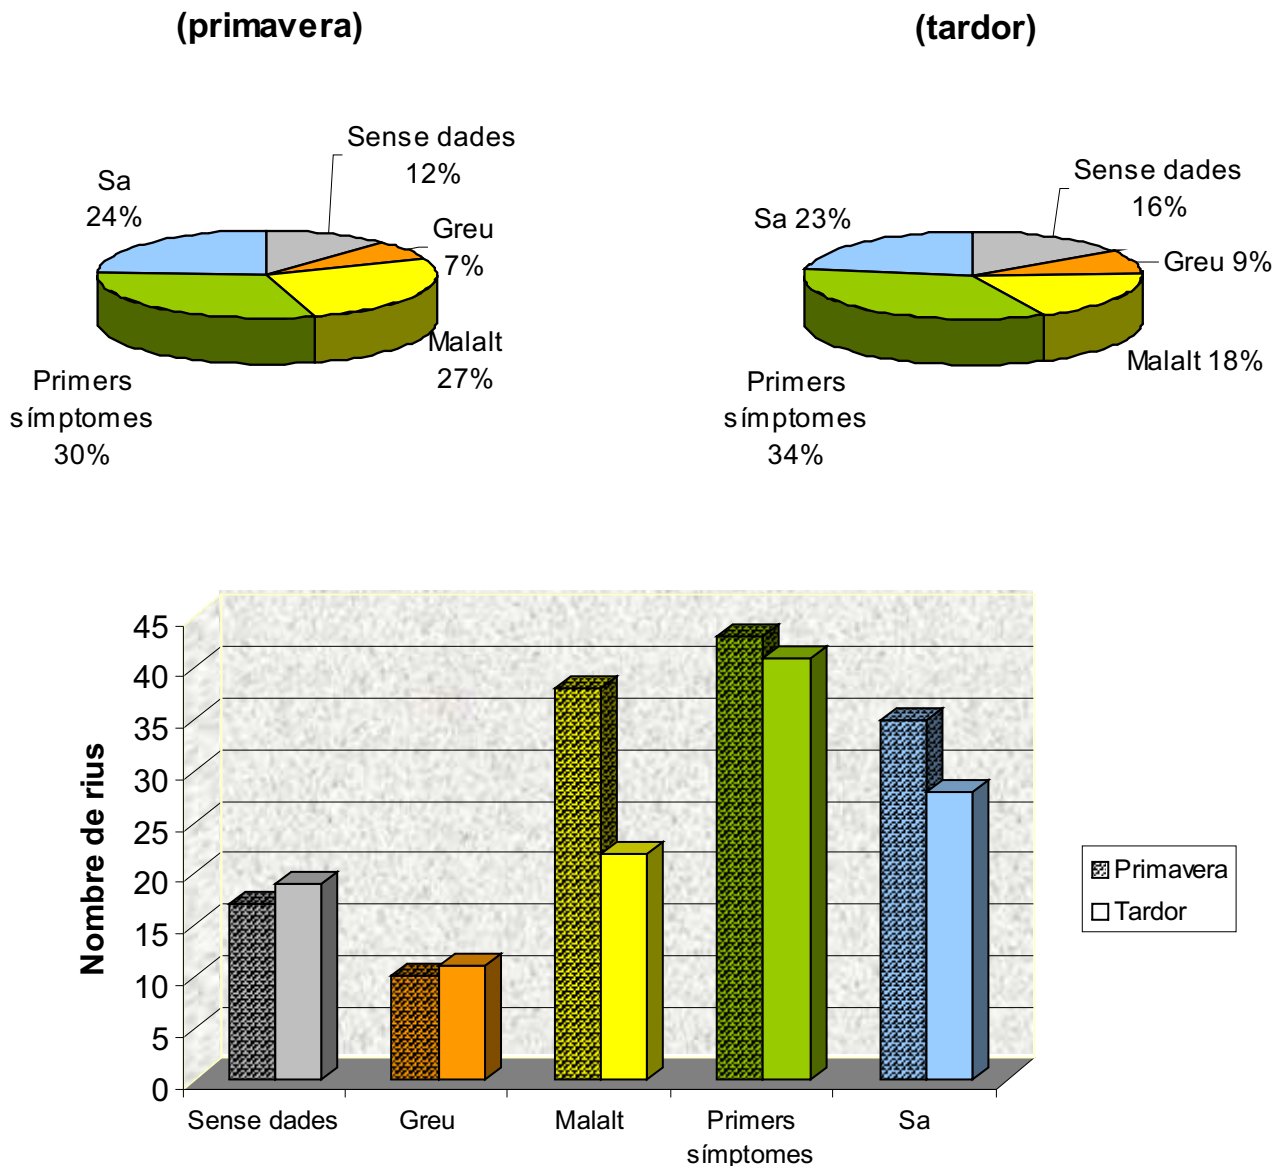 (primavera)
(tardor)
Sense dades
12%
Sa
24%
Greu
7%
Malalt
27%
Primers
símptomes
30%
Sense dades
16%
Sa 23%
Greu 9%
Malalt 18%
Primers
símptomes
34%
Nombre de rius
45
40
35
30
25
20
15
10
5
0
Sense dades
Greu
Malalt
Primers
símptomes
Sa
Primavera
Tardor